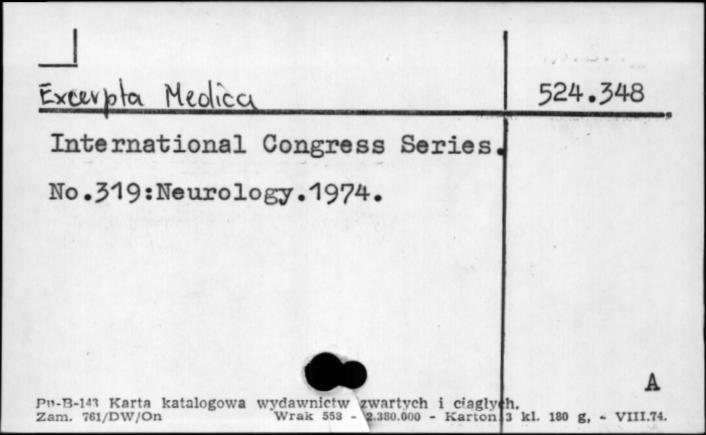 Excerpta Medica
524.348
International Congress Series.
No.319:Neurology.1974.
A
Pu-B-143 Karta katalogowa wydawnictw zwartych i ciągłych.
Zam. 761/DW/On Wrak 558 - 2.380.000 - Karton 3 kl. 180 g, - VIII.74.